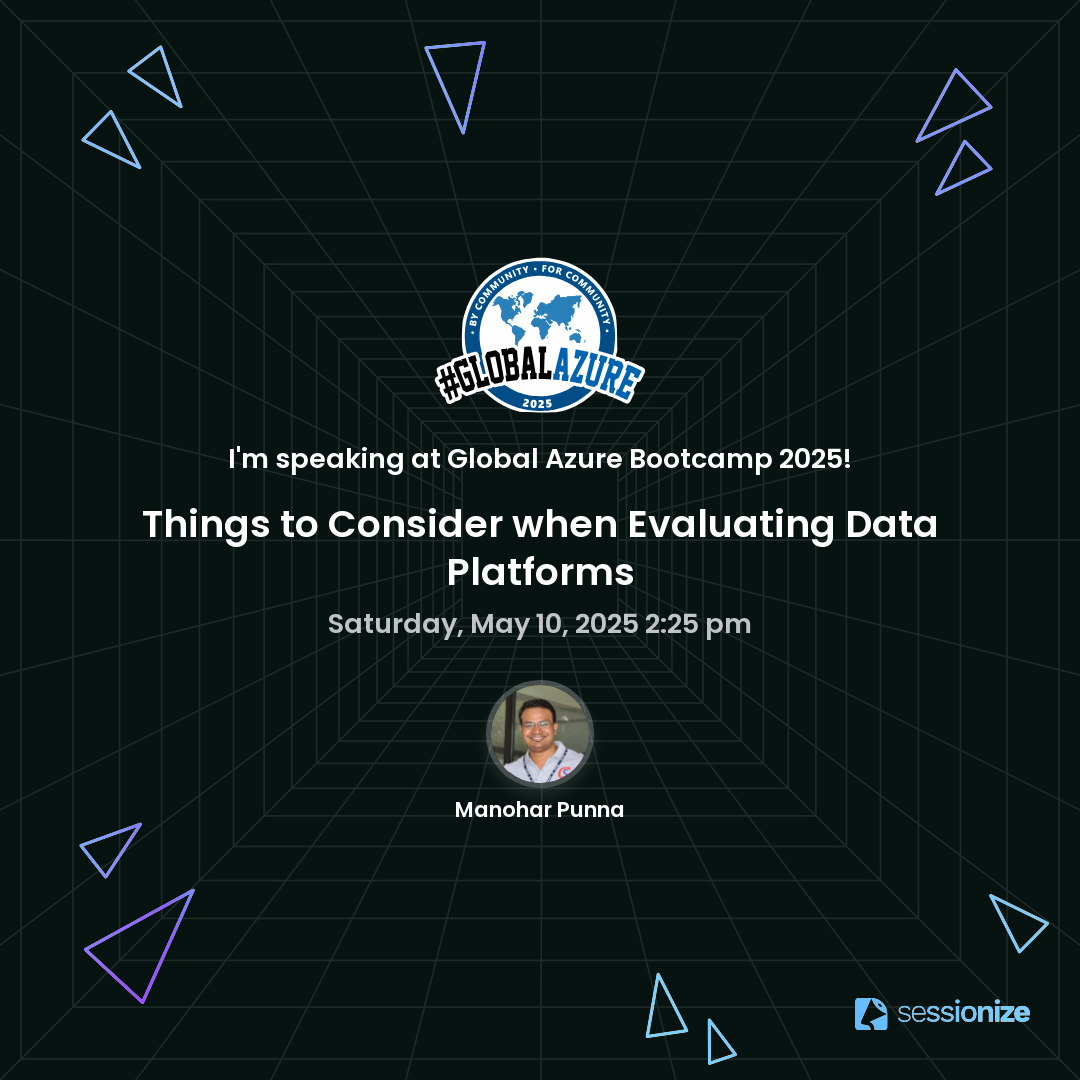 • BY COMMUNITY • FOR COMMUNITY •
#GLOBALAZURE
2025
I'm speaking at Global Azure Bootcamp 2025!
Things to Consider when Evaluating Data
Platforms
Saturday, May 10, 2025 2:25 pm
Manohar Punna
sessionize